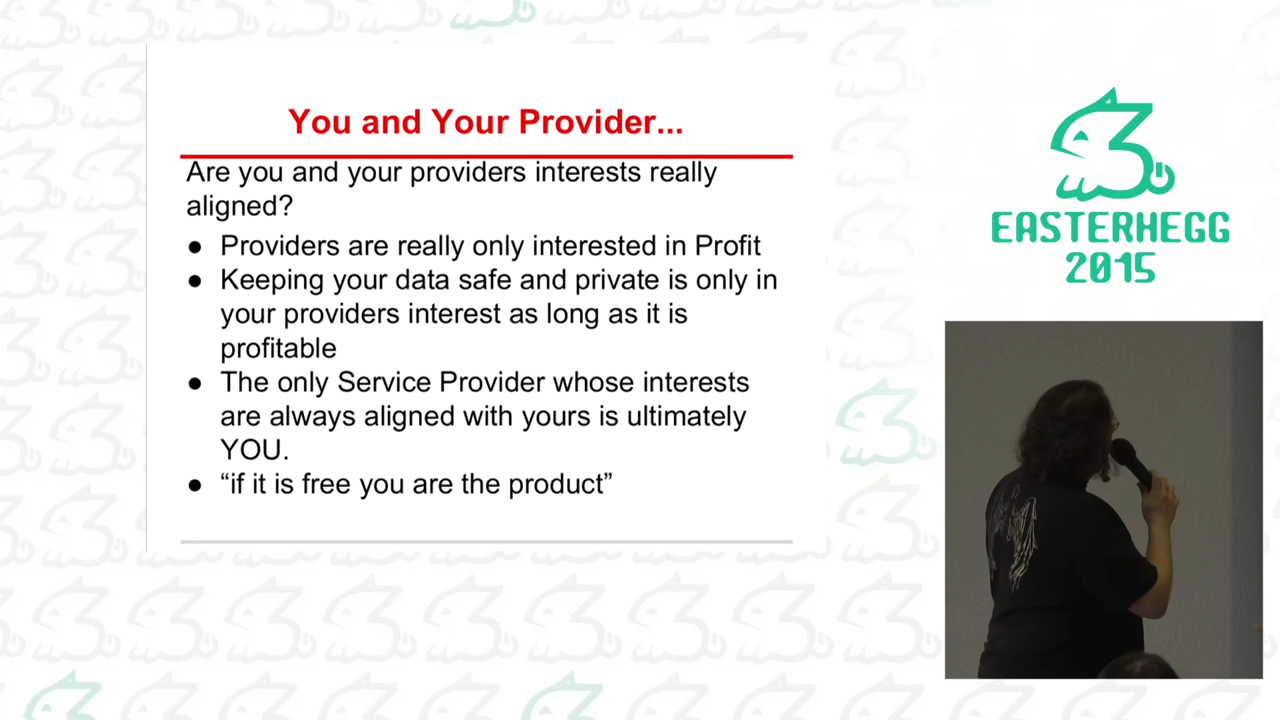 You and Your Provider...
Are you and your providers interests really
aligned?
● Providers are really only interested in Profit
● Keeping your data safe and private is only in
your providers interest as long as it is
profitable
● The only Service Provider whose interests
are always aligned with yours is ultimately
YOU.
● “if it is free you are the product”
EASTERHEGG
2015